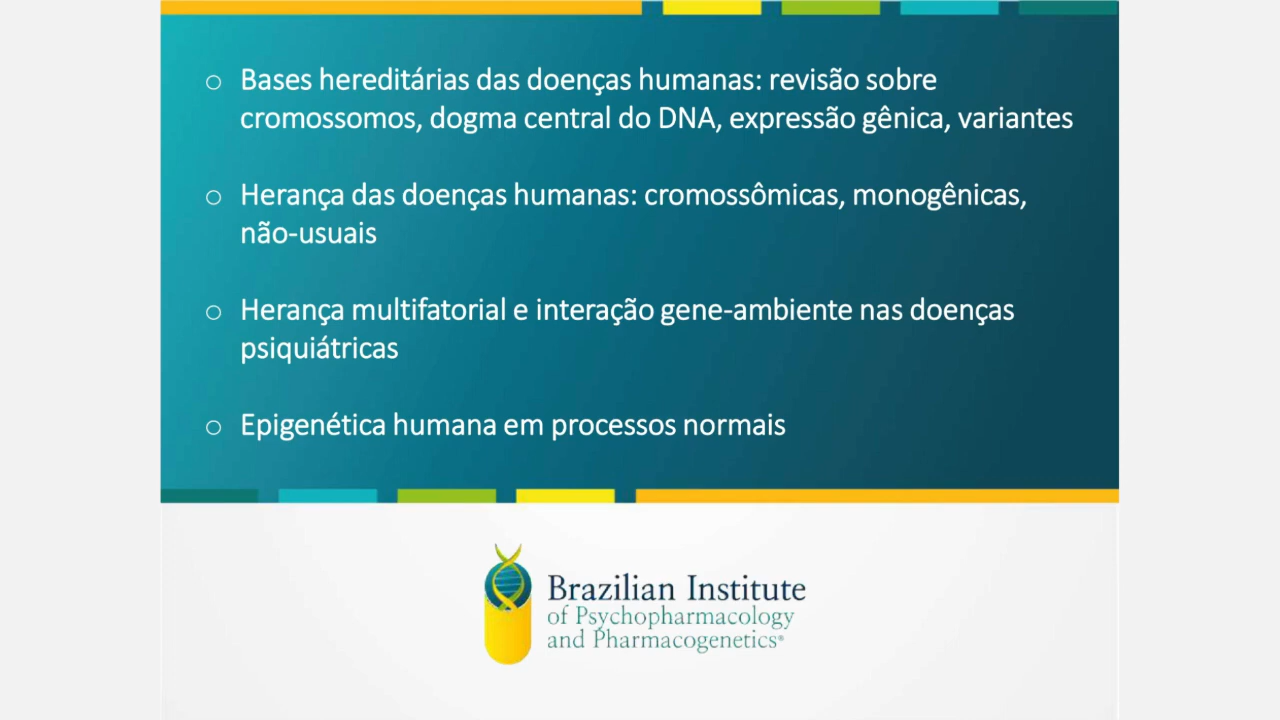 o Bases hereditárias das doenças humanas: revisão sobre
cromossomos, dogma central do DNA, expressão gênica, variantes
o Herança das doenças humanas: cromossômicas, monogênicas,
não-usuais
o Herança multifatorial e interação gene-ambiente nas doenças
psiquiátricas
o Epigenética humana em processos normais
Brazilian Institute
of Psychopharmacology
and Pharmacogenetics®